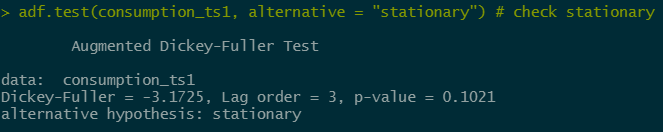 > adf.test(consumption_ts1, alternative = "stationary") # check stationary
Augmented Dickey-Fuller Test
data:  consumption_ts1
Dickey-Fuller = -3.1725, Lag order = 3, p-value = 0.1021
alternative hypothesis: stationary